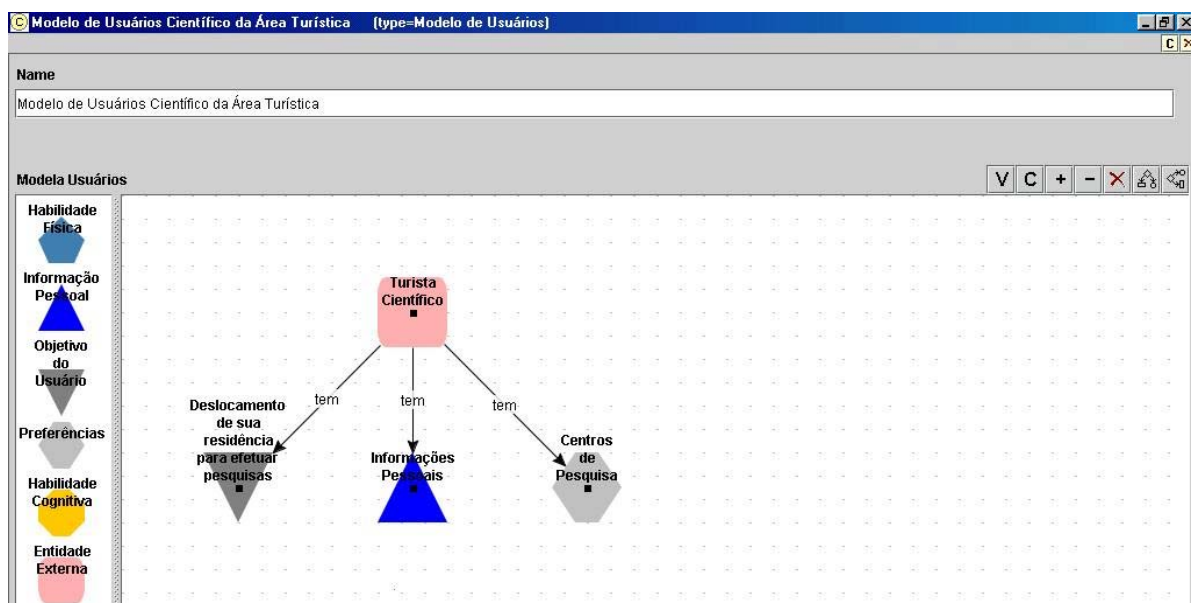 C Modelo de Usuários Científico da Área Turística (type=Modelo de Usuários)
C
Name
Modelo de Usuários Científico da Área Turística
Modela Usuários
V C + -
Habilidade
Física
Informação
Pessoal
Objetivo
do
Usuário
Preferências
Habilidade
Cognitiva
Entidade
Externa
Turista
Científico
tem
tem
tem
Deslocamento
de sua
residência
para efetuar
pesquisas
Informações
Pessoais
Centros
de
Pesquisa